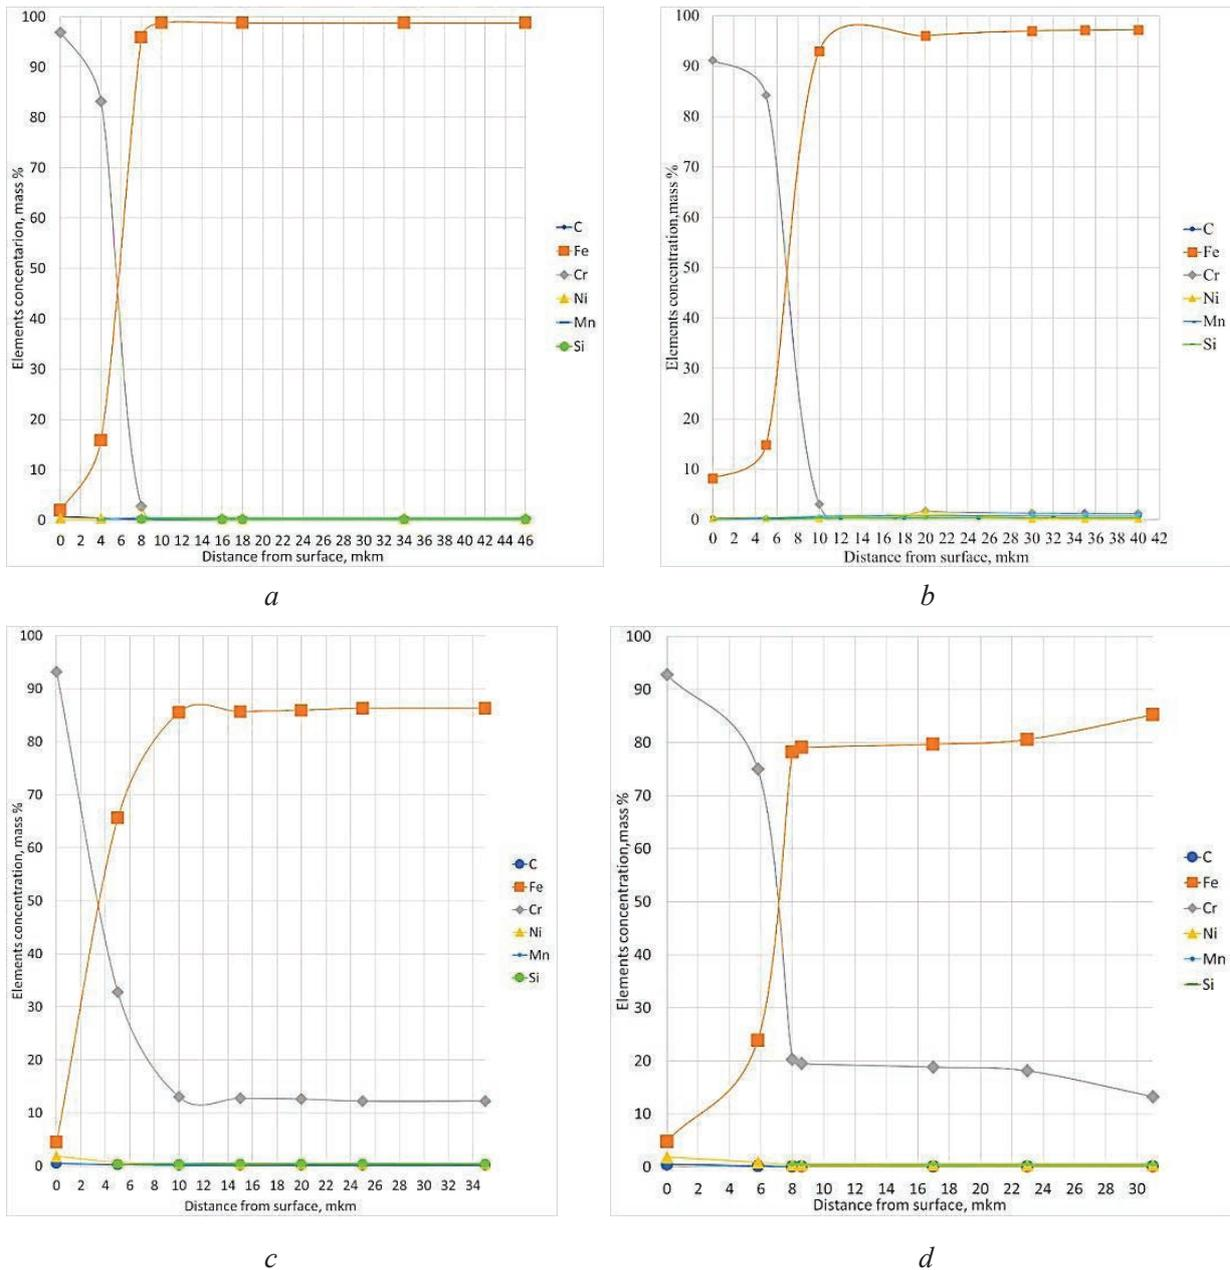 100
90
80
70
60
50
40
30
20
10
0
Elements concentarion, mass %
0 2 4 6 8 10 12 14 16 18 20 22 24 26 28 30 32 34 36 38 40 42 44 46
Distance from surface, mkm
C
Fe
Cr
Ni
Mn
Si
a
100
90
80
70
60
50
40
30
20
10
0
Elements concentration,mass %
0 2 4 6 8 10 12 14 16 18 20 22 24 26 28 30 32 34 36 38 40 42
Distance from surface, mkm
C
Fe
Cr
Ni
Mn
Si
b
100
90
80
70
60
50
40
30
20
10
0
Elements concentration, mass %
0 2 4 6 8 10 12 14 16 18 20 22 24 26 28 30 32 34
Distance from surface, mkm
C
Fe
Cr
Ni
Mn
Si
c
100
90
80
70
60
50
40
30
20
10
0
Elements concentration,mass %
0 2 4 6 8 10 12 14 16 18 20 22 24 26 28 30
Distance from surface, mkm
C
Fe
Cr
Ni
Mn
Si
d